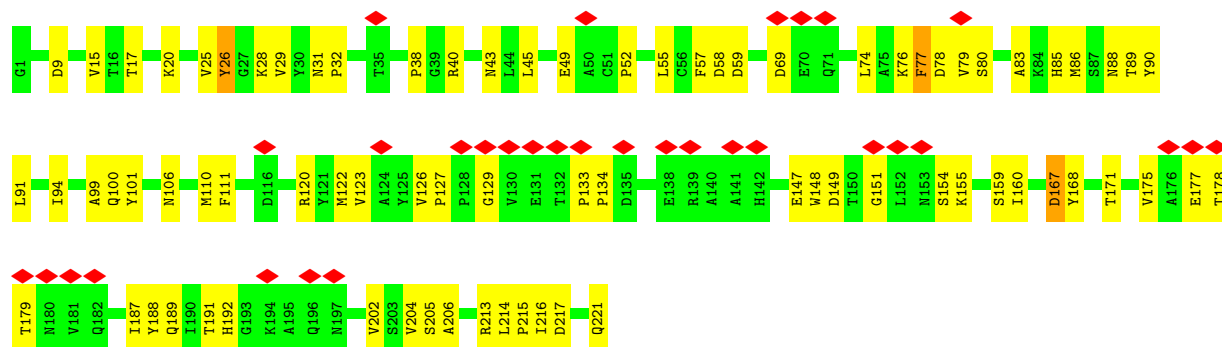 G1 D9 V15 T16 T17 K20 V25 Y26 G27 K28 V29 Y30 N31 P32 T35 P38 G39 R40 N43 L44 L45 E49 A50 C51 P52 L55 C56 F57 D58 D59 D69 E70 Q71 L74 A75 K76 F77 D78 V79 S80 A83 K84 H85 M86 S87 N88 T89 Y90
L91 I94 A99 Q100 Y101 N106 M110 F111 D116 R120 Y121 M122 V123 A124 Y125 V126 P127 P128 G129 V130 E131 T132 P133 P134 D135 E138 R139 A140 A141 H142 E147 W148 D149 T150 G151 L152 N153 S154 K155 S159 I160 D167 Y168 T171 V175 A176 E177 T178
T179 N180 V181 Q182 I187 Y188 Q189 I190 T191 H192 G193 K194 A195 Q196 N197 V202 S203 V204 S205 A206 R213 L214 P215 I216 D217 Q221